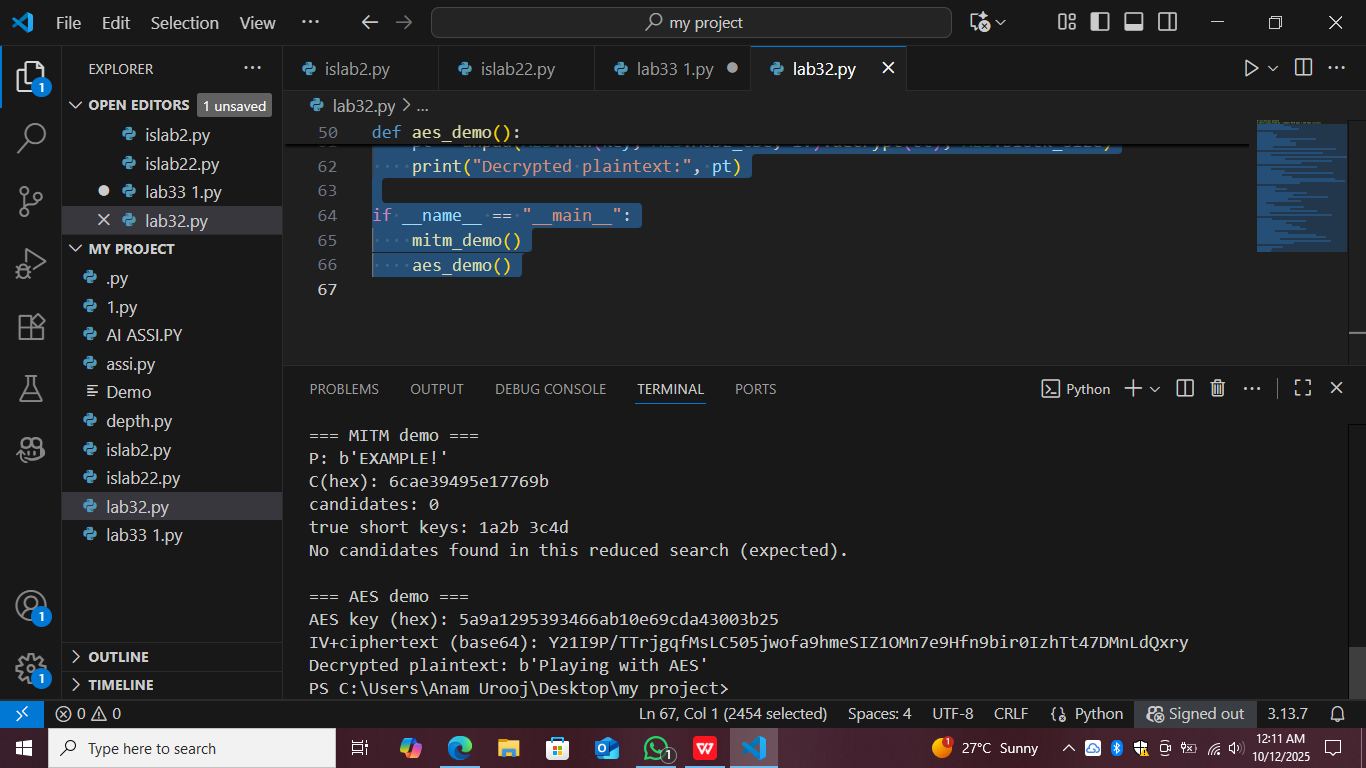 File Edit Selection View ··· my project
EXPLORER ···
OPEN EDITORS 1 unsaved
islab2.py
islab22.py
lab33 1.py
lab32.py
MY PROJECT
.py
1.py
AI ASSI.PY
assi.py
Demo
depth.py
islab2.py
islab22.py
lab32.py
lab33 1.py
OUTLINE
TIMELINE
islab2.py islab22.py lab33 1.py lab32.py
lab32.py > ...
50 def aes_demo():
62 print("Decrypted plaintext:", pt)
63
64 if __name__ == "__main__":
65 mitm_demo()
66 aes_demo()
67
PROBLEMS OUTPUT DEBUG CONSOLE TERMINAL PORTS Python
=== MITM demo ===
P: b'EXAMPLE!'
C(hex): 6cae39495e17769b
candidates: 0
true short keys: 1a2b 3c4d
No candidates found in this reduced search (expected).
=== AES demo ===
AES key (hex): 5a9a1295393466ab10e69cda43003b25
IV+ciphertext (base64): Y21I9P/TTrjgqfMsLC505jwofa9hmeSIZ1OMn7e9Hfn9bir0IzhTt47DMnLdQxry
Decrypted plaintext: b'Playing with AES'
PS C:\Users\Anam Urooj\Desktop\my project>
0 0 Ln 67, Col 1 (2454 selected) Spaces: 4 UTF-8 CRLF Python Signed out 3.13.7
Type here to search 1 W 1 27°C Sunny 12:11 AM
10/12/2025